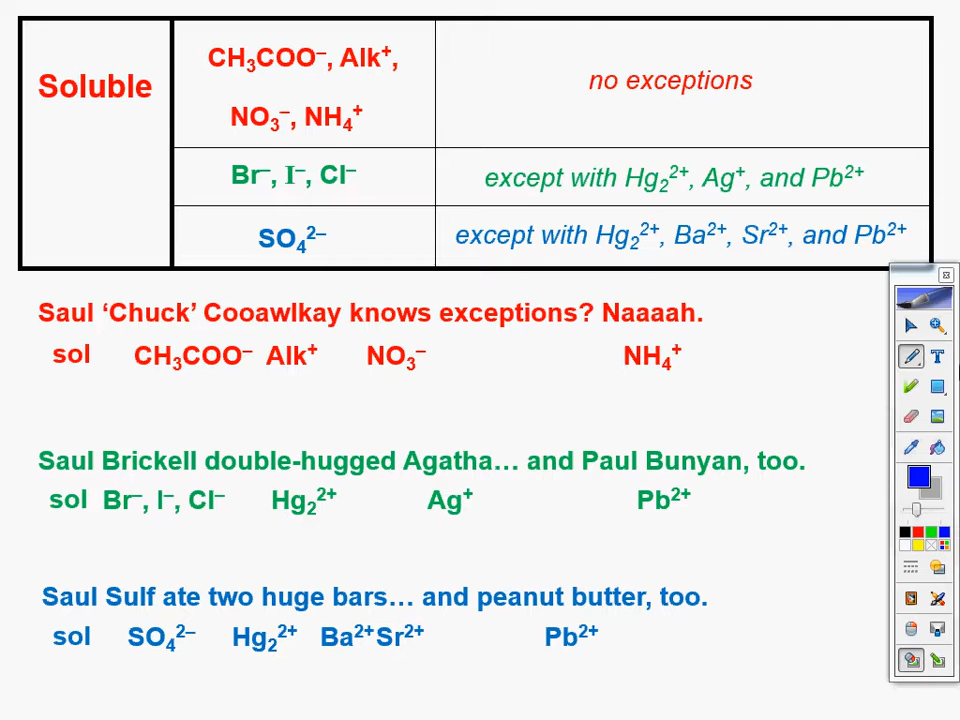 Soluble
CH₃COO⁻, Alk⁺,
NO₃⁻, NH₄⁺
no exceptions
Br⁻, I⁻, Cl⁻
except with Hg₂²⁺, Ag⁺, and Pb²⁺
SO₄²⁻
except with Hg₂²⁺, Ba²⁺, Sr²⁺, and Pb²⁺
Saul ‘Chuck’ Cooawlkay knows exceptions? Naaaah.
sol CH₃COO⁻ Alk⁺ NO₃⁻ NH₄⁺
Saul Brickell double-hugged Agatha… and Paul Bunyan, too.
sol Br⁻, I⁻, Cl⁻ Hg₂²⁺ Ag⁺ Pb²⁺
Saul Sulf ate two huge bars… and peanut butter, too.
sol SO₄²⁻ Hg₂²⁺ Ba²⁺ Sr²⁺ Pb²⁺
T